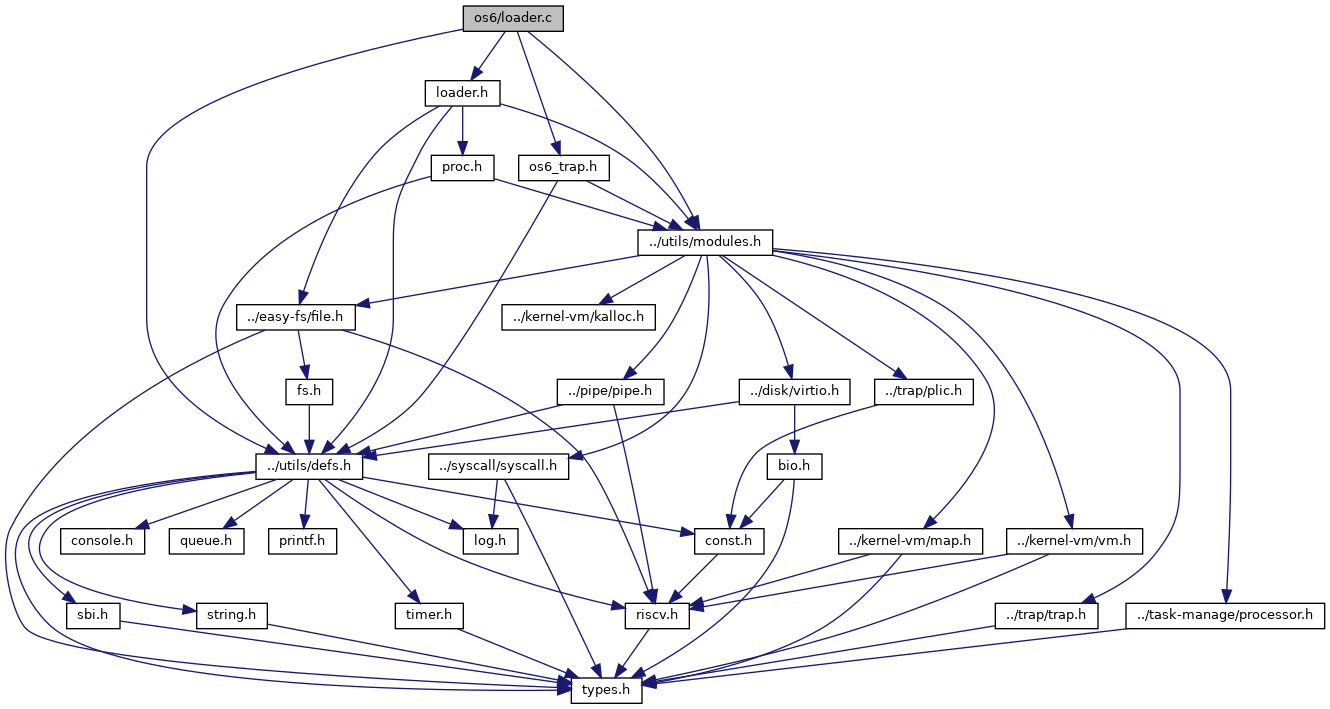 os6/loader.c
loader.h
proc.h
os6_trap.h
../utils/modules.h
../easy-fs/file.h
../kernel-vm/kalloc.h
fs.h
../pipe/pipe.h
../disk/virtio.h
../trap/plic.h
../utils/defs.h
../syscall/syscall.h
bio.h
console.h
queue.h
printf.h
log.h
const.h
../kernel-vm/map.h
../kernel-vm/vm.h
sbi.h
string.h
timer.h
riscv.h
../trap/trap.h
../task-manage/processor.h
types.h